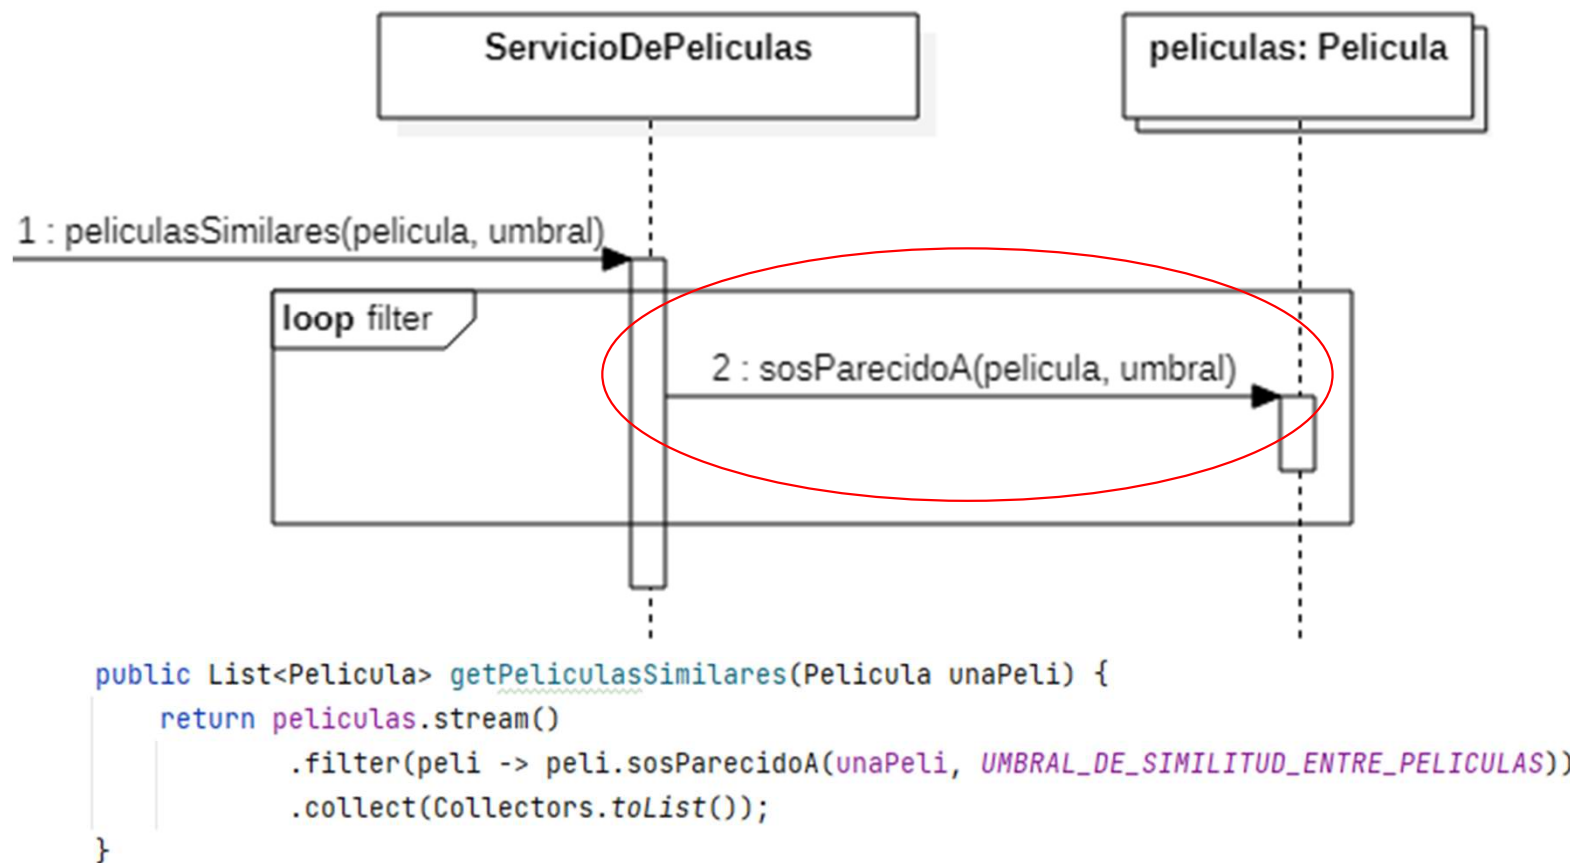 ServicioDePeliculas
peliculas: Pelicula
1 : peliculasSimilares(pelicula, umbral)
loop filter
2 : sosParecidoA(pelicula, umbral)
public List<Pelicula> getPeliculasSimilares(Pelicula unaPeli) {
return peliculas.stream()
.filter(peli -> peli.sosParecidoA(unaPeli, UMBRAL_DE_SIMILITUD_ENTRE_PELICULAS))
.collect(Collectors.toList());
}